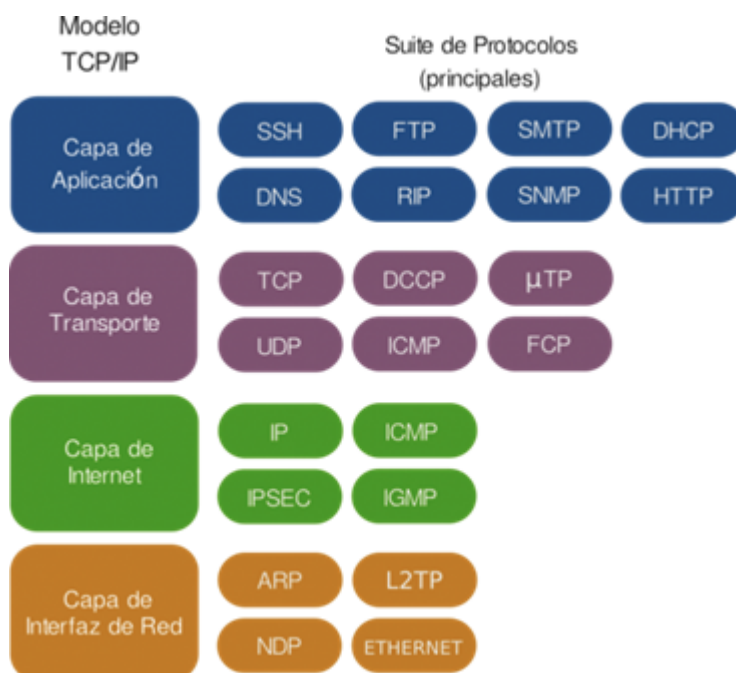 Modelo
TCP/IP
Suite de Protocolos
(principales)
Capa de
Aplicación
SSH
FTP
SMTP
DHCP
DNS
RIP
SNMP
HTTP
Capa de
Transporte
TCP
DCCP
µTP
UDP
ICMP
FCP
Capa de
Internet
IP
ICMP
IPSEC
IGMP
Capa de
Interfaz de Red
ARP
L2TP
NDP
ETHERNET